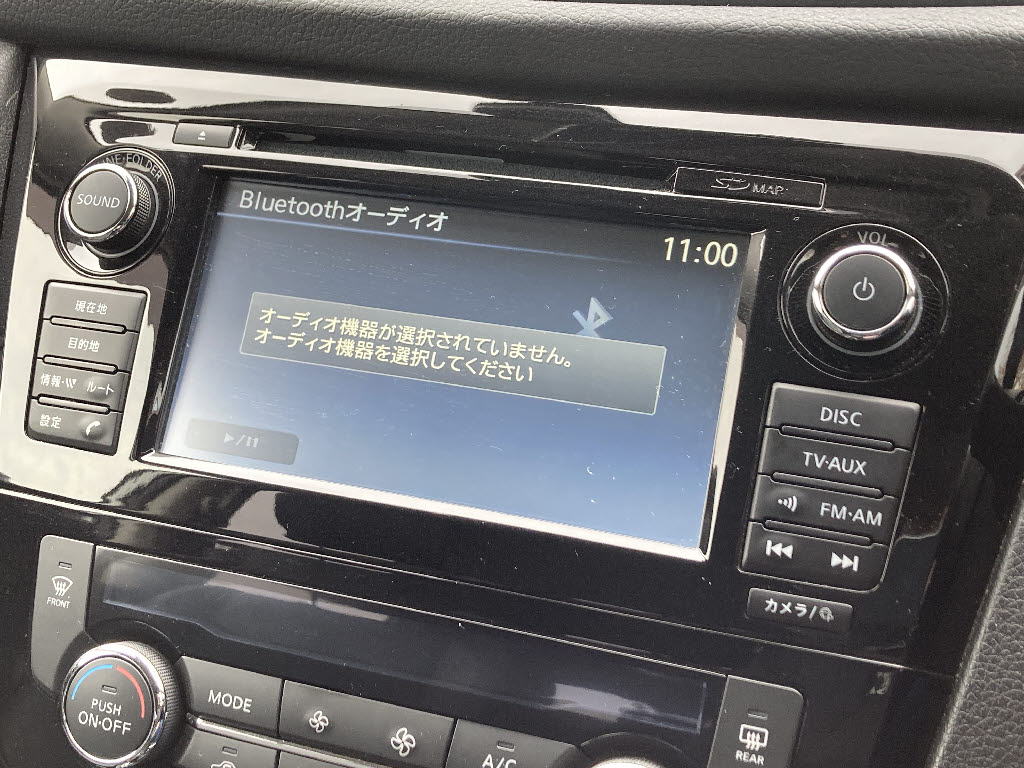 SD MAP
TUNE·FOLDER
SOUND
Bluetoothオーディオ
11:00
VOL
現在地
目的地
情報・
ルート
設定
オーディオ機器が選択されていません。
オーディオ機器を選択してください
DISC
TV·AUX
FM·AM
カメラ/
FRONT
PUSH
ON·OFF
MODE
A/C
REAR